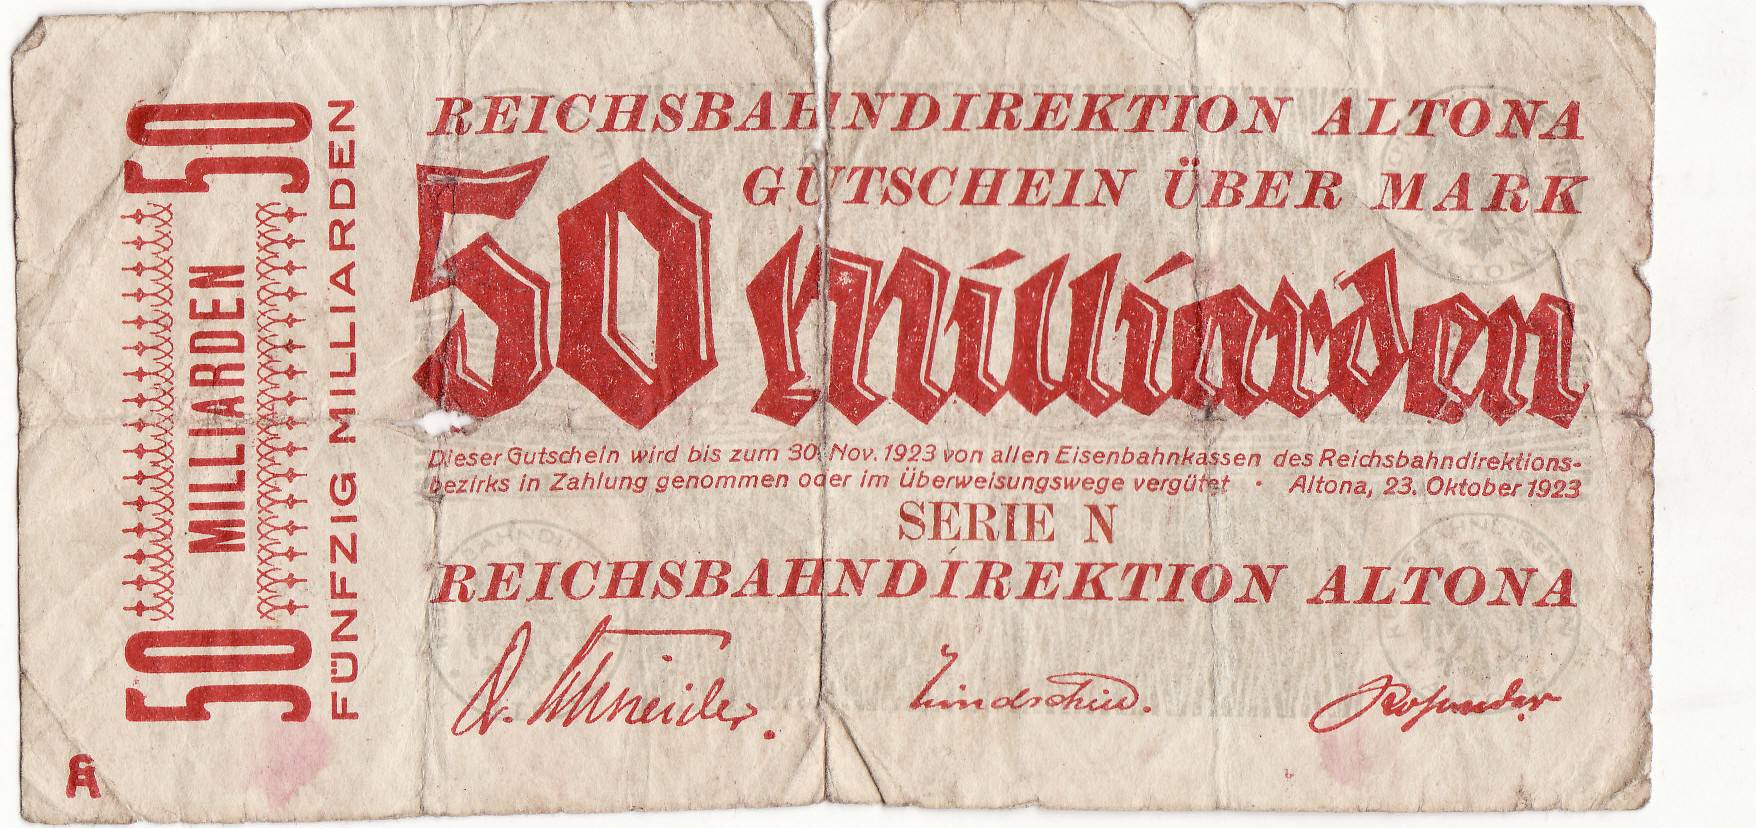 50 MILLIARDEN 50
FÜNFZIG MILLIARDEN
REICHSBAHNDIREKTION ALTONA
GUTSCHEIN ÜBER MARK
50 Milliarden
Dieser Gutschein wird bis zum 30. Nov. 1923 von allen Eisenbahnkassen des Reichsbahndirektions-
bezirks in Zahlung genommen oder im Überweisungswege vergütet · Altona, 23. Oktober 1923
SERIE N
REICHSBAHNDIREKTION ALTONA
Schneider.